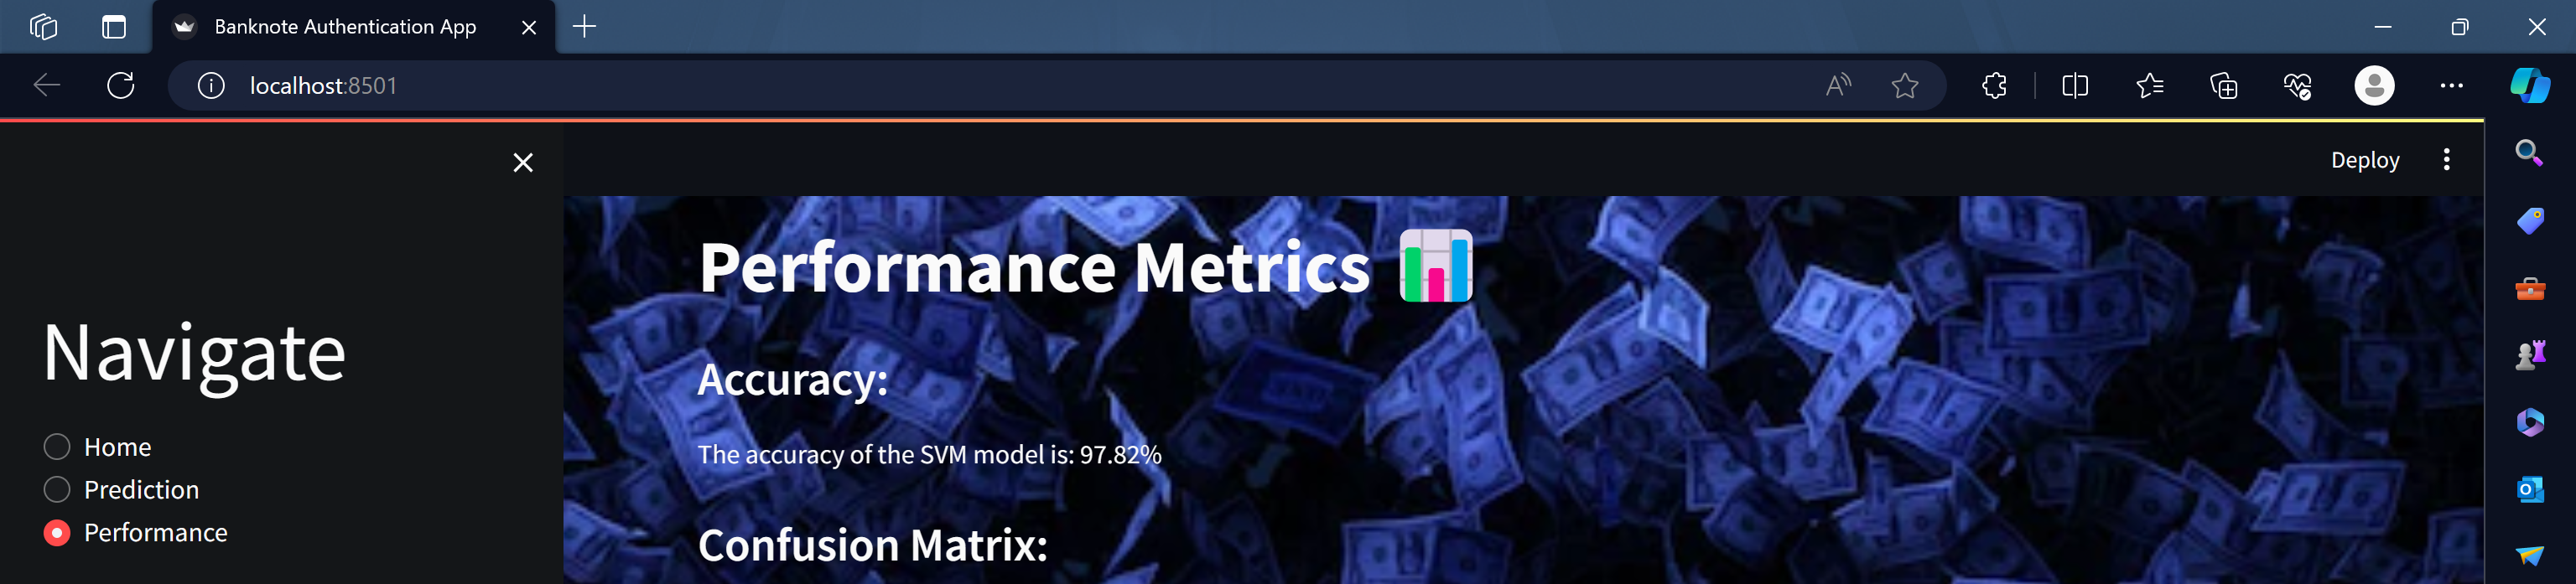 Banknote Authentication App
localhost:8501
Deploy
Navigate
Home
Prediction
Performance
Performance Metrics
Accuracy:
The accuracy of the SVM model is: 97.82%
Confusion Matrix: